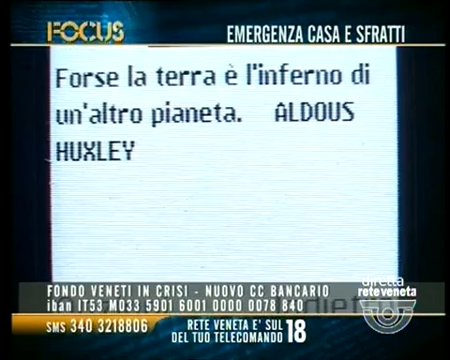 FOCUS
EMERGENZA CASA E SFRATTI
Forse la terra è l'inferno di
un'altro pianeta. ALDOUS
HUXLEY
FONDO VENETI IN CRISI - NUOVO CC BANCARIO
iban IT53 M033 5901 6001 0000 0078 840
diretta
reteveneta
SMS 340 3218806
RETE VENETA E' SUL
DEL TUO TELECOMANDO 18